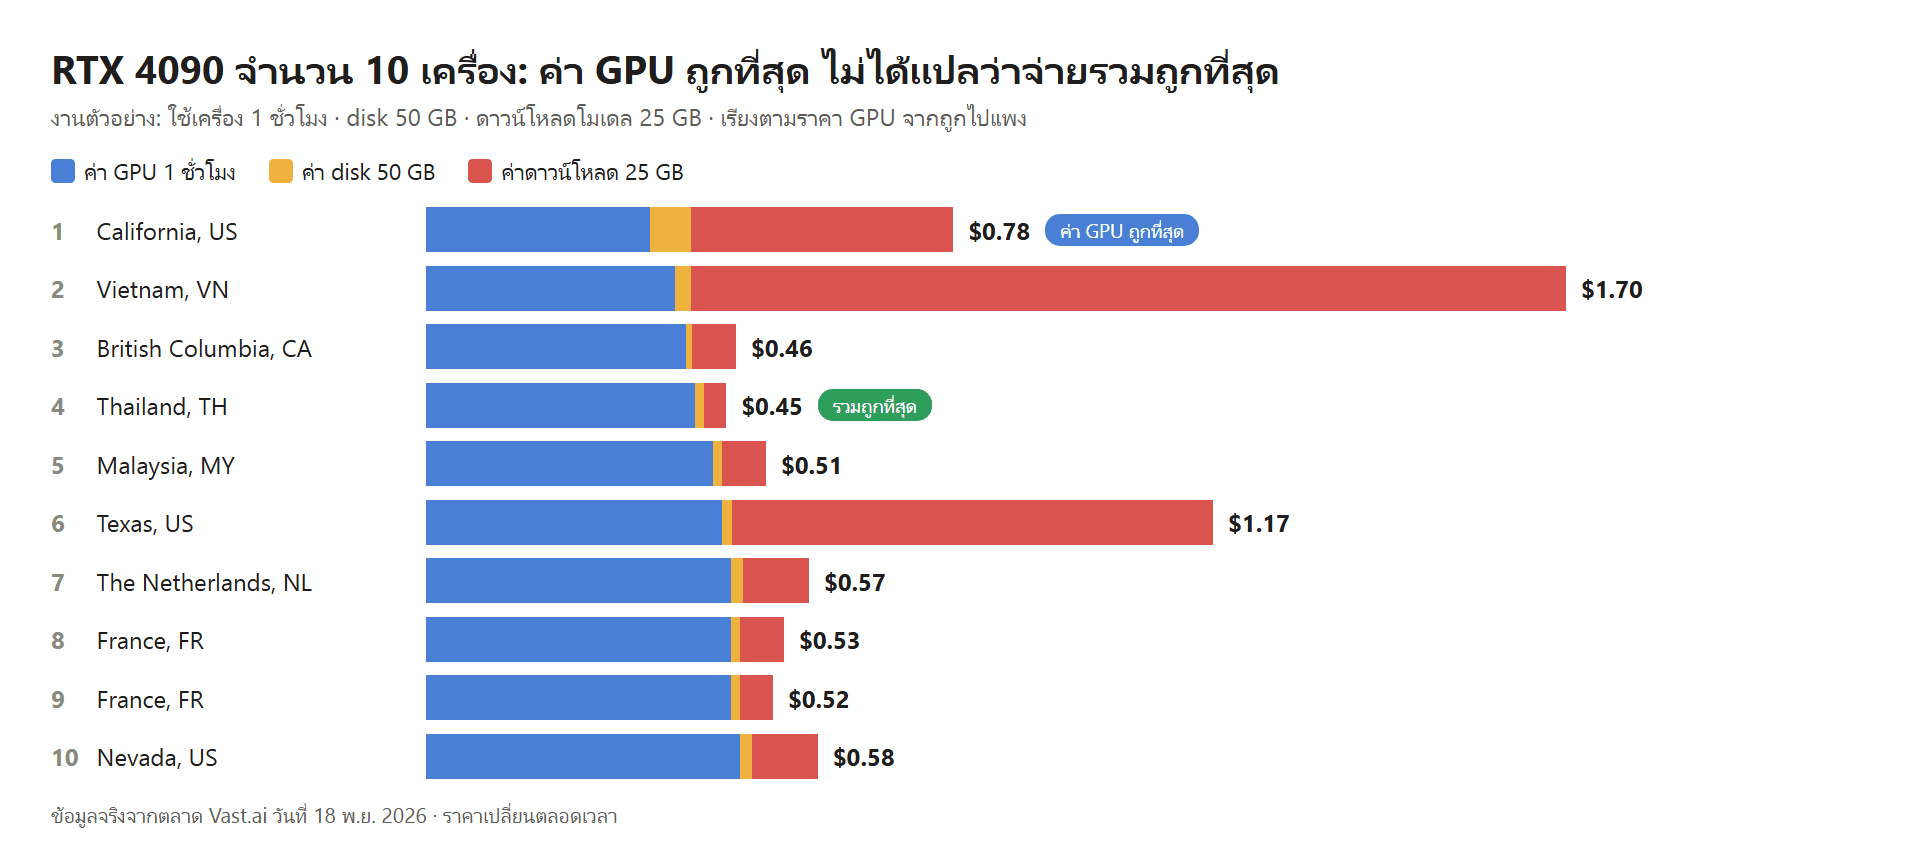 RTX 4090 จำนวน 10 เครื่อง: ค่า GPU ถูกที่สุด ไม่ได้แปลว่าจ่ายรวมถูกที่สุด
งานตัวอย่าง: ใช้เครื่อง 1 ชั่วโมง · disk 50 GB · ดาวน์โหลดโมเดล 25 GB · เรียงตามราคา GPU จากถูกไปแพง
ค่า GPU 1 ชั่วโมง ค่า disk 50 GB ค่าดาวน์โหลด 25 GB
1 California, US $0.78 ค่า GPU ถูกที่สุด
2 Vietnam, VN $1.70
3 British Columbia, CA $0.46
4 Thailand, TH $0.45 รวมถูกที่สุด
5 Malaysia, MY $0.51
6 Texas, US $1.17
7 The Netherlands, NL $0.57
8 France, FR $0.53
9 France, FR $0.52
10 Nevada, US $0.58
ข้อมูลจริงจากตลาด Vast.ai วันที่ 18 พ.ย. 2026 · ราคาเปลี่ยนตลอดเวลา